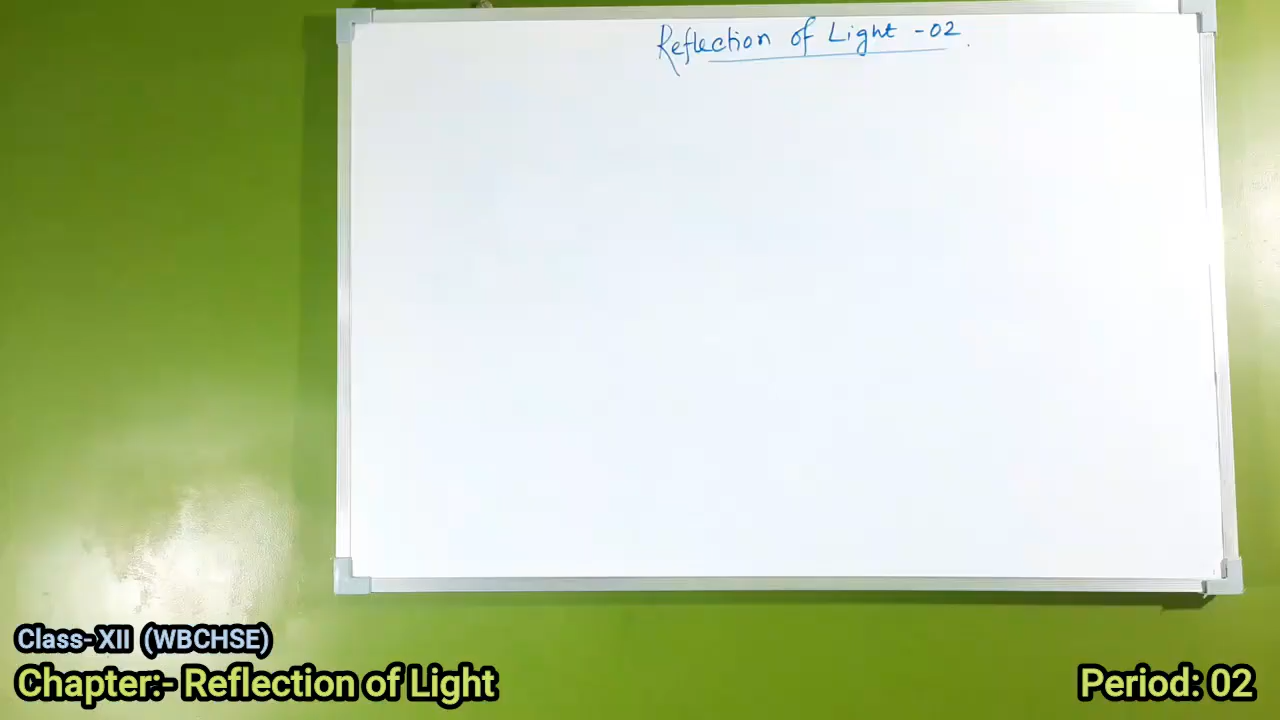 Reflection of Light -02.
Class- XII (WBCHSE)
Chapter:- Reflection of Light
Period: 02